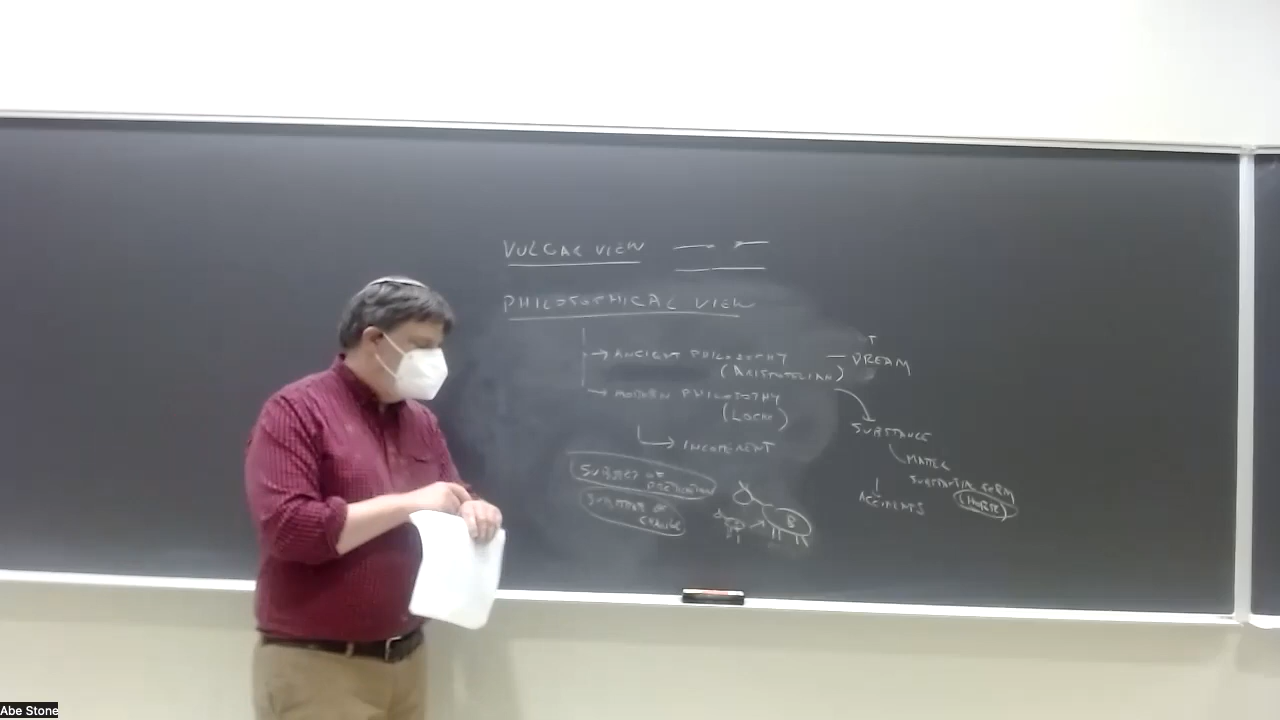 VULGAR VIEW
PHILOSOPHICAL VIEW
ANCIENT PHILOSOPHY
(ARISTOTELIAN)
DREAM
MODERN PHILOSOPHY
(LOCKE)
INCOHERENT
SUBSTANCE
MATTER
SUBSTANTIAL FORM
(HORSE)
ACCIDENTS
SUBJECT OF
PREDICATION
SUBSTRATE OF
CHANGE
B
Abe Stone